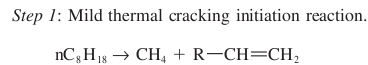 Step 1: Mild thermal cracking initiation reaction.
nC₈H₁₈ → CH₄ + R—CH=CH₂